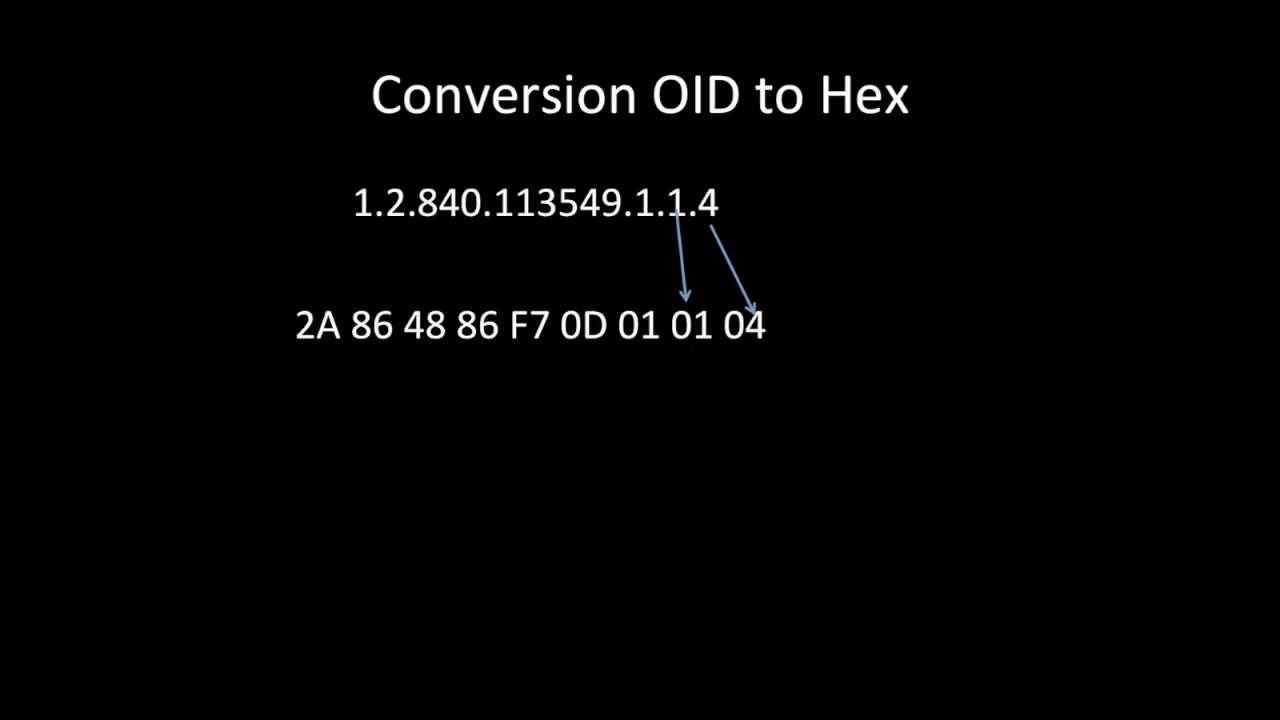 Conversion OID to Hex
1.2.840.113549.1.1.4
2A 86 48 86 F7 0D 01 01 04